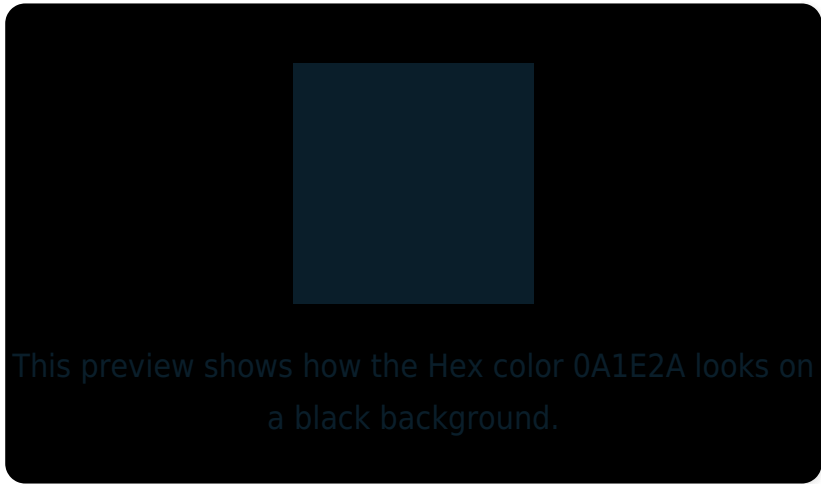 This preview shows how the Hex color 0A1E2A looks on
a black background.